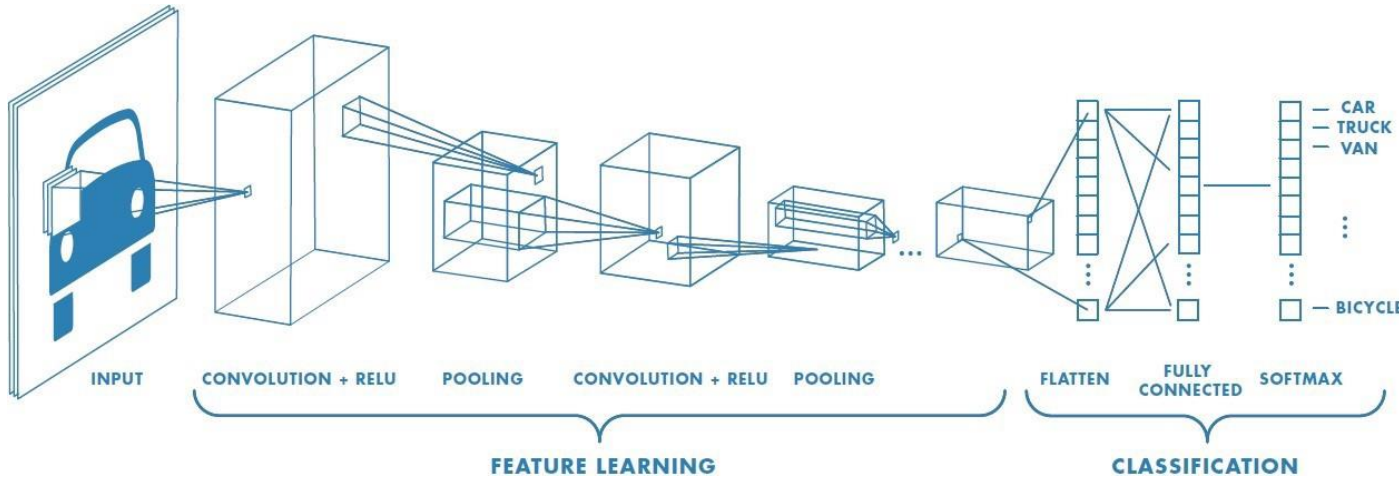 CAR
TRUCK
VAN
BICYCLE
INPUT
CONVOLUTION + RELU
POOLING
CONVOLUTION + RELU
POOLING
FLATTEN
FULLY
CONNECTED
SOFTMAX
FEATURE LEARNING
CLASSIFICATION